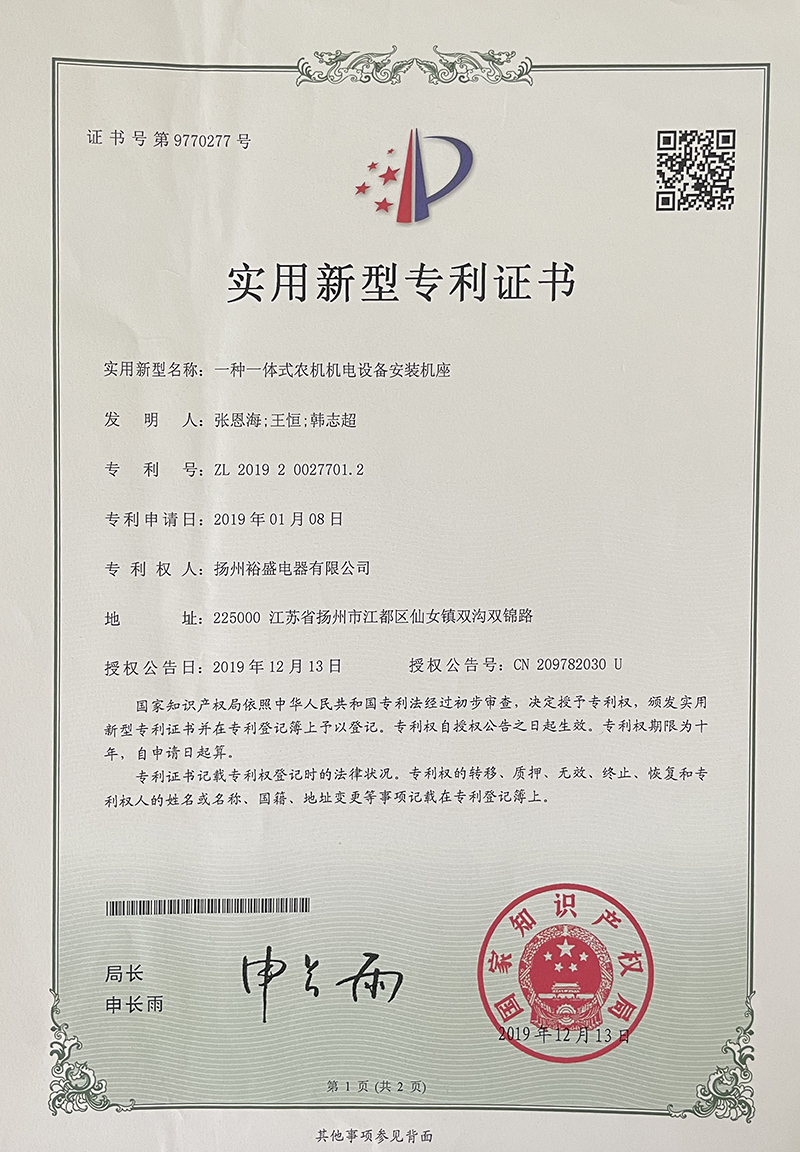 证书号第9770277号
实用新型专利证书
实用新型名称：一种一体式农机机电设备安装机座
发明人：张恩海;王恒;韩志超
专利号：ZL 2019 2 0027701.2
专利申请日：2019年01月08日
专利权人：扬州裕盛电器有限公司
地址：225000 江苏省扬州市江都区仙女镇双沟双锦路
授权公告日：2019年12月13日 授权公告号：CN 209782030 U
国家知识产权局依照中华人民共和国专利法经过初步审查，决定授予专利权，颁发实用
新型专利证书并在专利登记簿上予以登记。专利权自授权公告之日起生效。专利权期限为十
年，自申请日起算。
专利证书记载专利权登记时的法律状况。专利权的转移、质押、无效、终止、恢复和专
利权人的姓名或名称、国籍、地址变更等事项记载在专利登记簿上。
局长
申长雨
申长雨
国家知识产权局
2019年12月13日
第1页(共2页)
其他事项参见背面